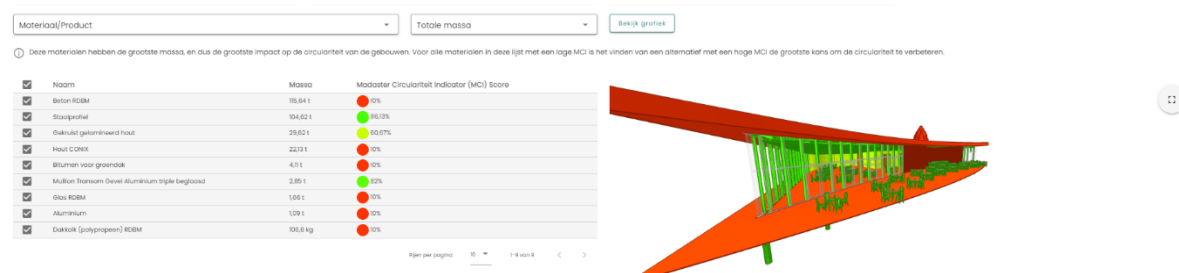 Materiaal/Product
Totale massa
Bekijk grafiek
Deze materialen hebben de grootste massa, en dus de grootste impact op de circulariteit van de gebouwen. Voor alle materialen in deze lijst met een lage MCI is het vinden van een alternatief met een hoge MCI de grootste kans om de circulariteit te verbeteren.
Naam Massa Madaster Circulariteit Indicator (MCI) Score
Beton RDBM 115,64 t 10%
Staalprofiel 104,62 t 86,13%
Gekruist gelamineerd hout 29,62 t 60,67%
Hout CONIX 22,13 t 10%
Bitumen voor groendak 4,11 t 10%
Mullion Transom Gevel Aluminium triple beglaasd 2,85 t 82%
Glas RDBM 1,66 t 10%
Aluminium 1,09 t 10%
Dakkolk (polypropeen) RDBM 106,6 kg 10%
Rijen per pagina: 10 1-9 van 9